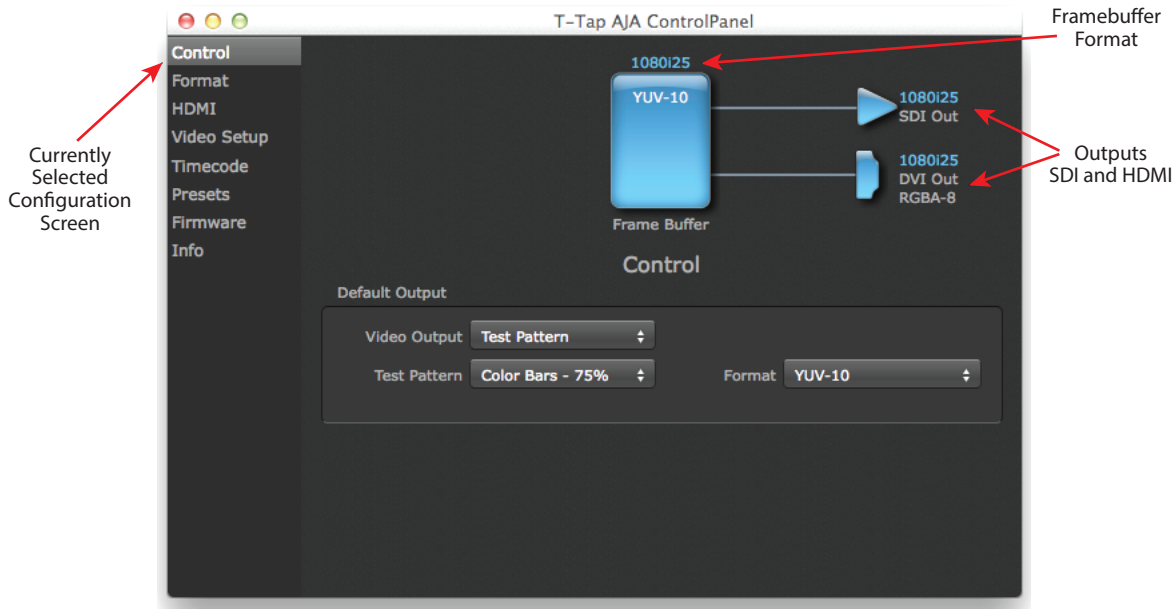 T-Tap AJA ControlPanel
Framebuffer
Format
Control
Format
HDMI
Video Setup
Timecode
Presets
Firmware
Info
Currently
Selected
Configuration
Screen
1080i25
YUV-10
Frame Buffer
1080i25
SDI Out
1080i25
DVI Out
RGBA-8
Outputs
SDI and HDMI
Control
Default Output
Video Output Test Pattern
Test Pattern Color Bars - 75% Format YUV-10